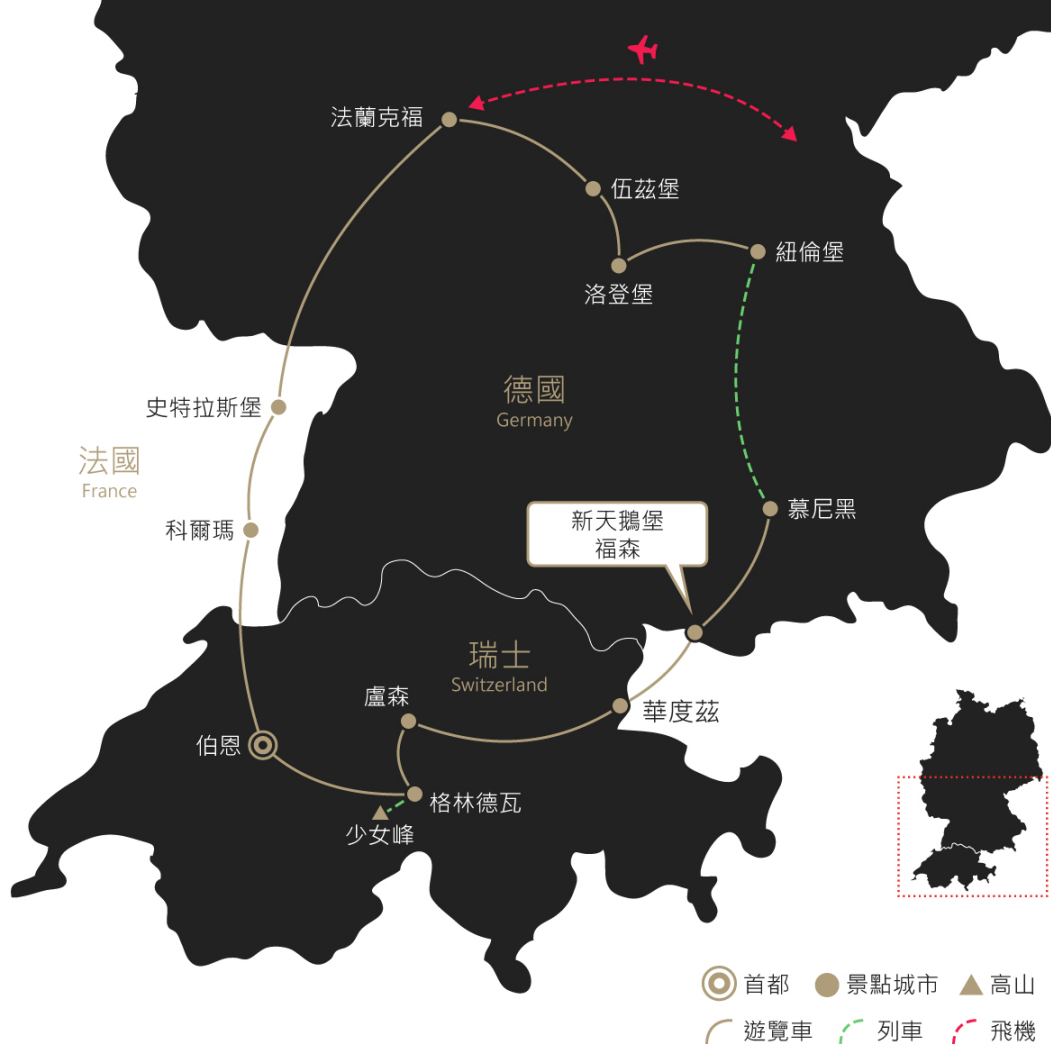 法蘭克福
伍茲堡
紐倫堡
洛登堡
德國
Germany
史特拉斯堡
法國
France
科爾瑪
慕尼黑
新天鵝堡
福森
瑞士
Switzerland
盧森
華度茲
伯恩
格林德瓦
少女峰
首都
景點城市
高山
遊覽車
列車
飛機